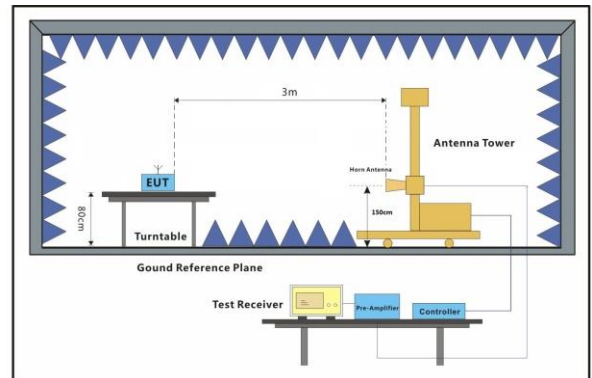 3m
Antenna Tower
Horn Antenna
EUT
150cm
80cm
Turntable
Gound Reference Plane
Test Receiver
Pre-Amplifier
Controller